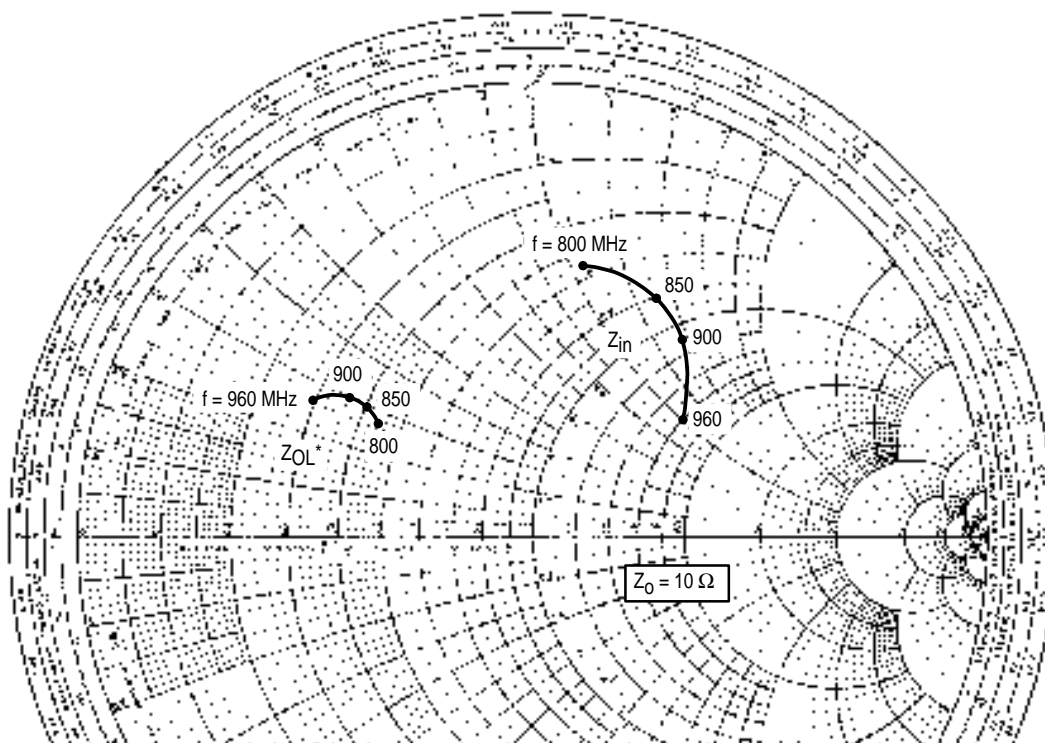 f = 800 MHz
850
Zin
900
960
900
f = 960 MHz
850
800
ZOL*
Zo = 10 Ω